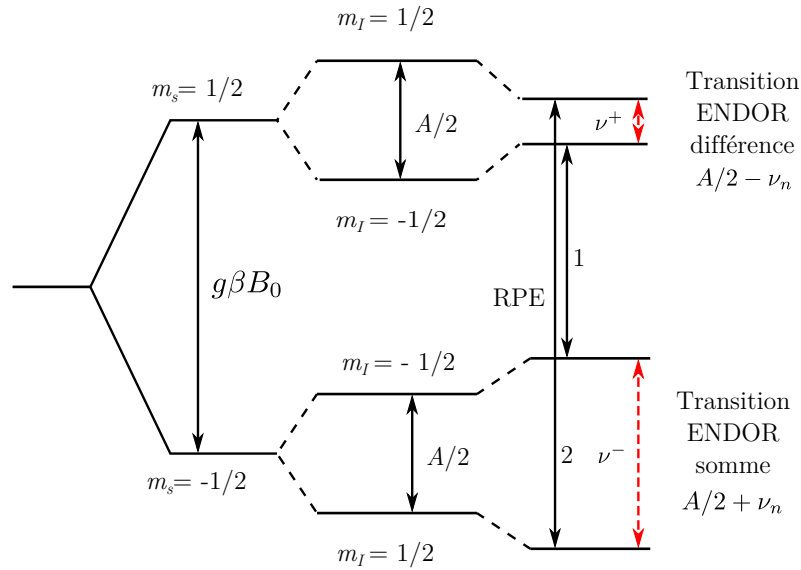 m_I = 1/2
m_s = 1/2
A/2
ν⁺
Transition
ENDOR
différence
A/2 − ν_n
m_I = -1/2
gβB₀
1
RPE
m_I = - 1/2
A/2
2
ν⁻
Transition
ENDOR
somme
A/2 + ν_n
m_s = -1/2
m_I = 1/2